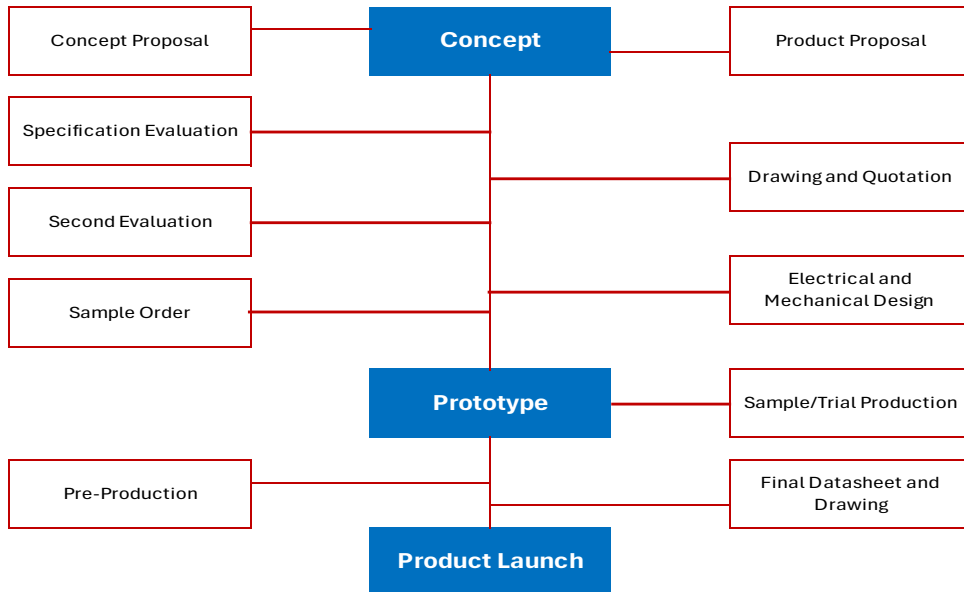 Concept Proposal
Concept
Product Proposal
Specification Evaluation
Drawing and Quotation
Second Evaluation
Electrical and
Mechanical Design
Sample Order
Prototype
Sample/Trial Production
Pre-Production
Final Datasheet and
Drawing
Product Launch